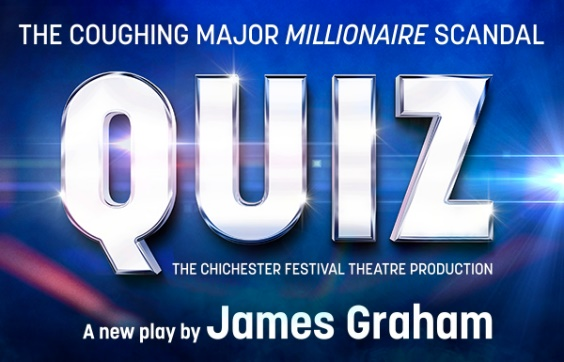 THE COUGHING MAJOR MILLIONAIRE SCANDAL
QUIZ
THE CHICHESTER FESTIVAL THEATRE PRODUCTION
A new play by James Graham